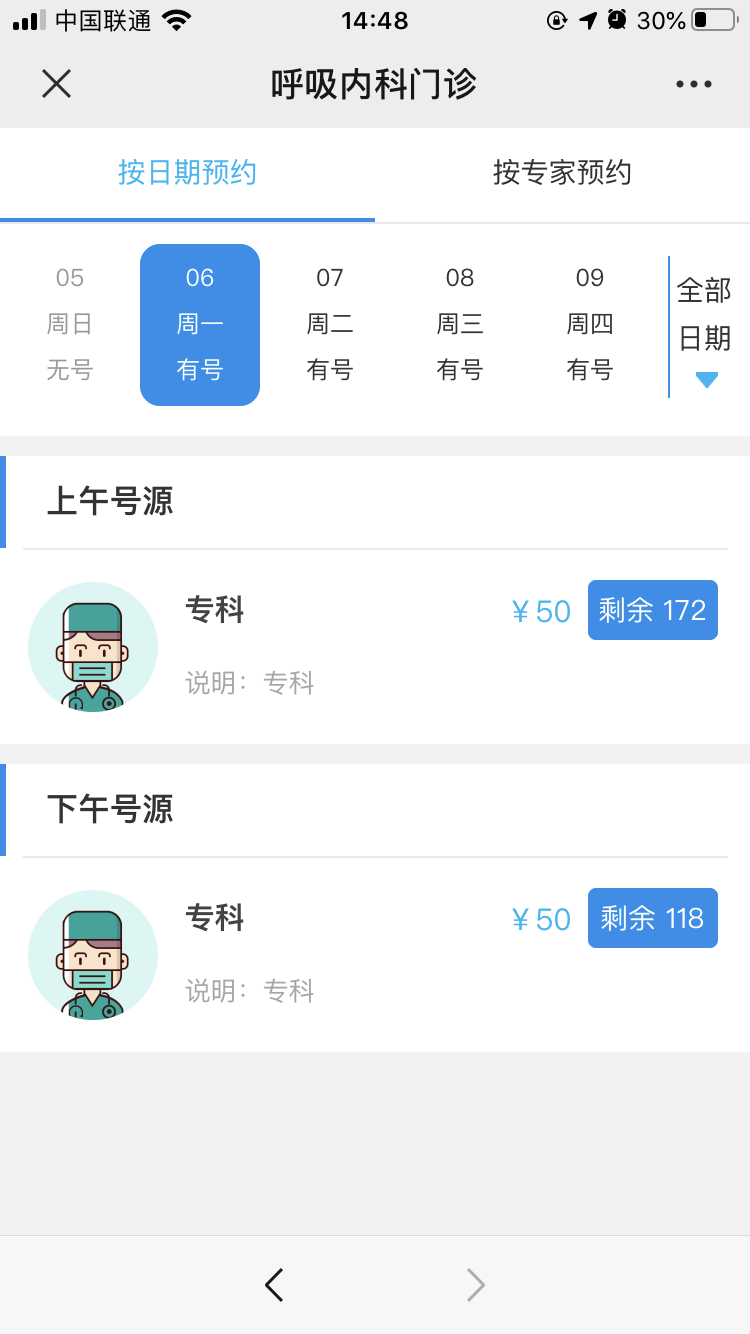 中国联通 14:48 30%
呼吸内科门诊
按日期预约 按专家预约
05 06 07 08 09
周日 周一 周二 周三 周四
无号 有号 有号 有号 有号
全部
日期
上午号源
专科 ¥50 剩余 172
说明：专科
下午号源
专科 ¥50 剩余 118
说明：专科